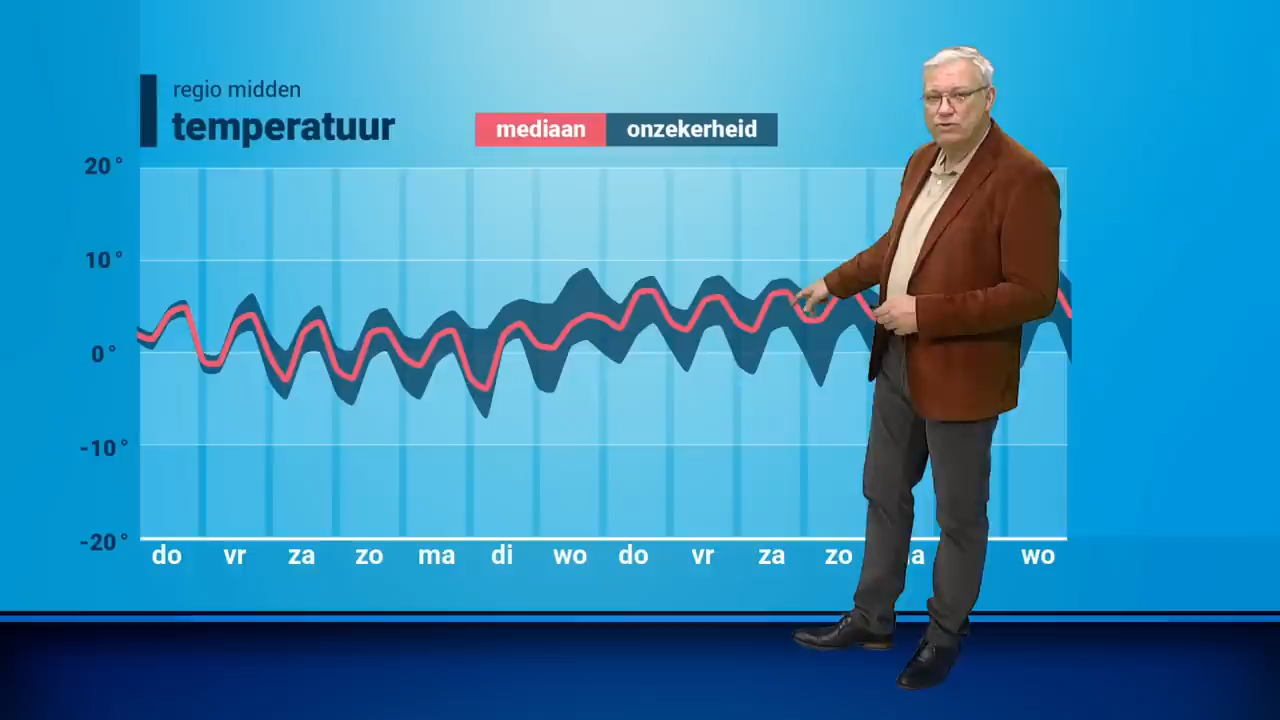 regio midden
temperatuur
mediaan onzekerheid
20°
10°
0°
-10°
-20°
do vr za zo ma di wo do vr za zo wo